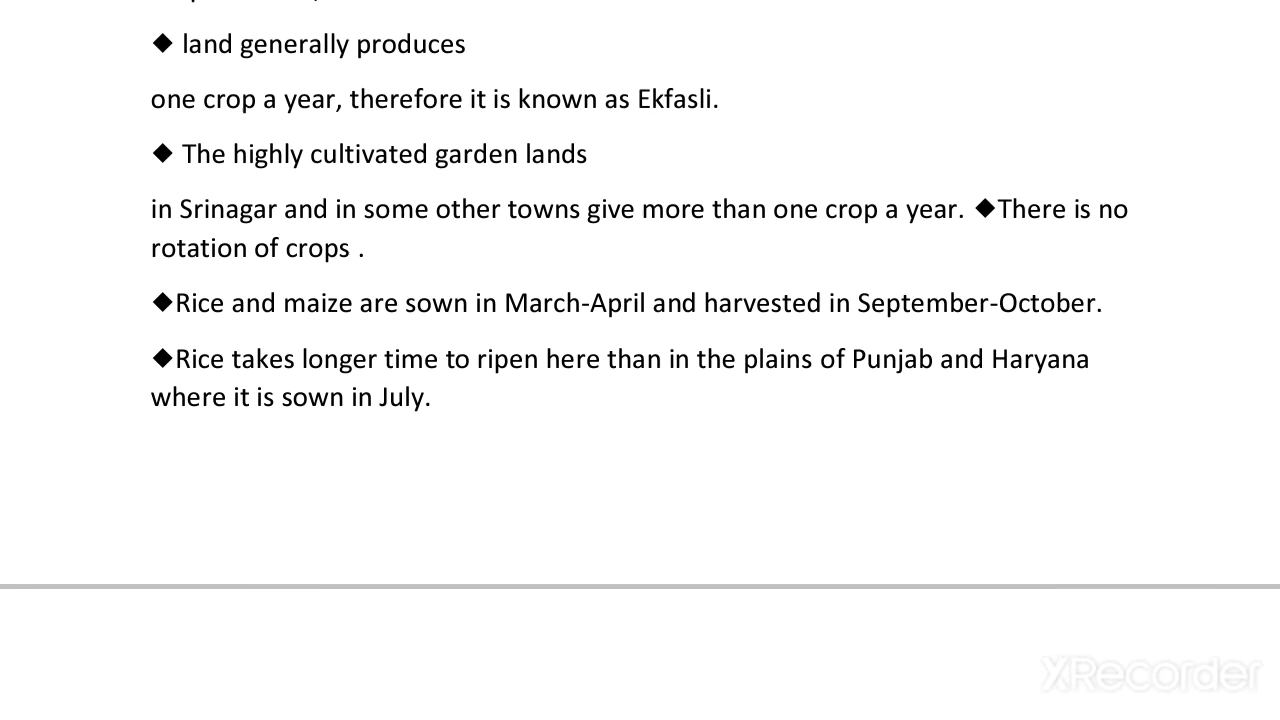 ◆ land generally produces
one crop a year, therefore it is known as Ekfasli.
◆ The highly cultivated garden lands
in Srinagar and in some other towns give more than one crop a year. ◆There is no
rotation of crops .
◆Rice and maize are sown in March-April and harvested in September-October.
◆Rice takes longer time to ripen here than in the plains of Punjab and Haryana
where it is sown in July.
XRecorder